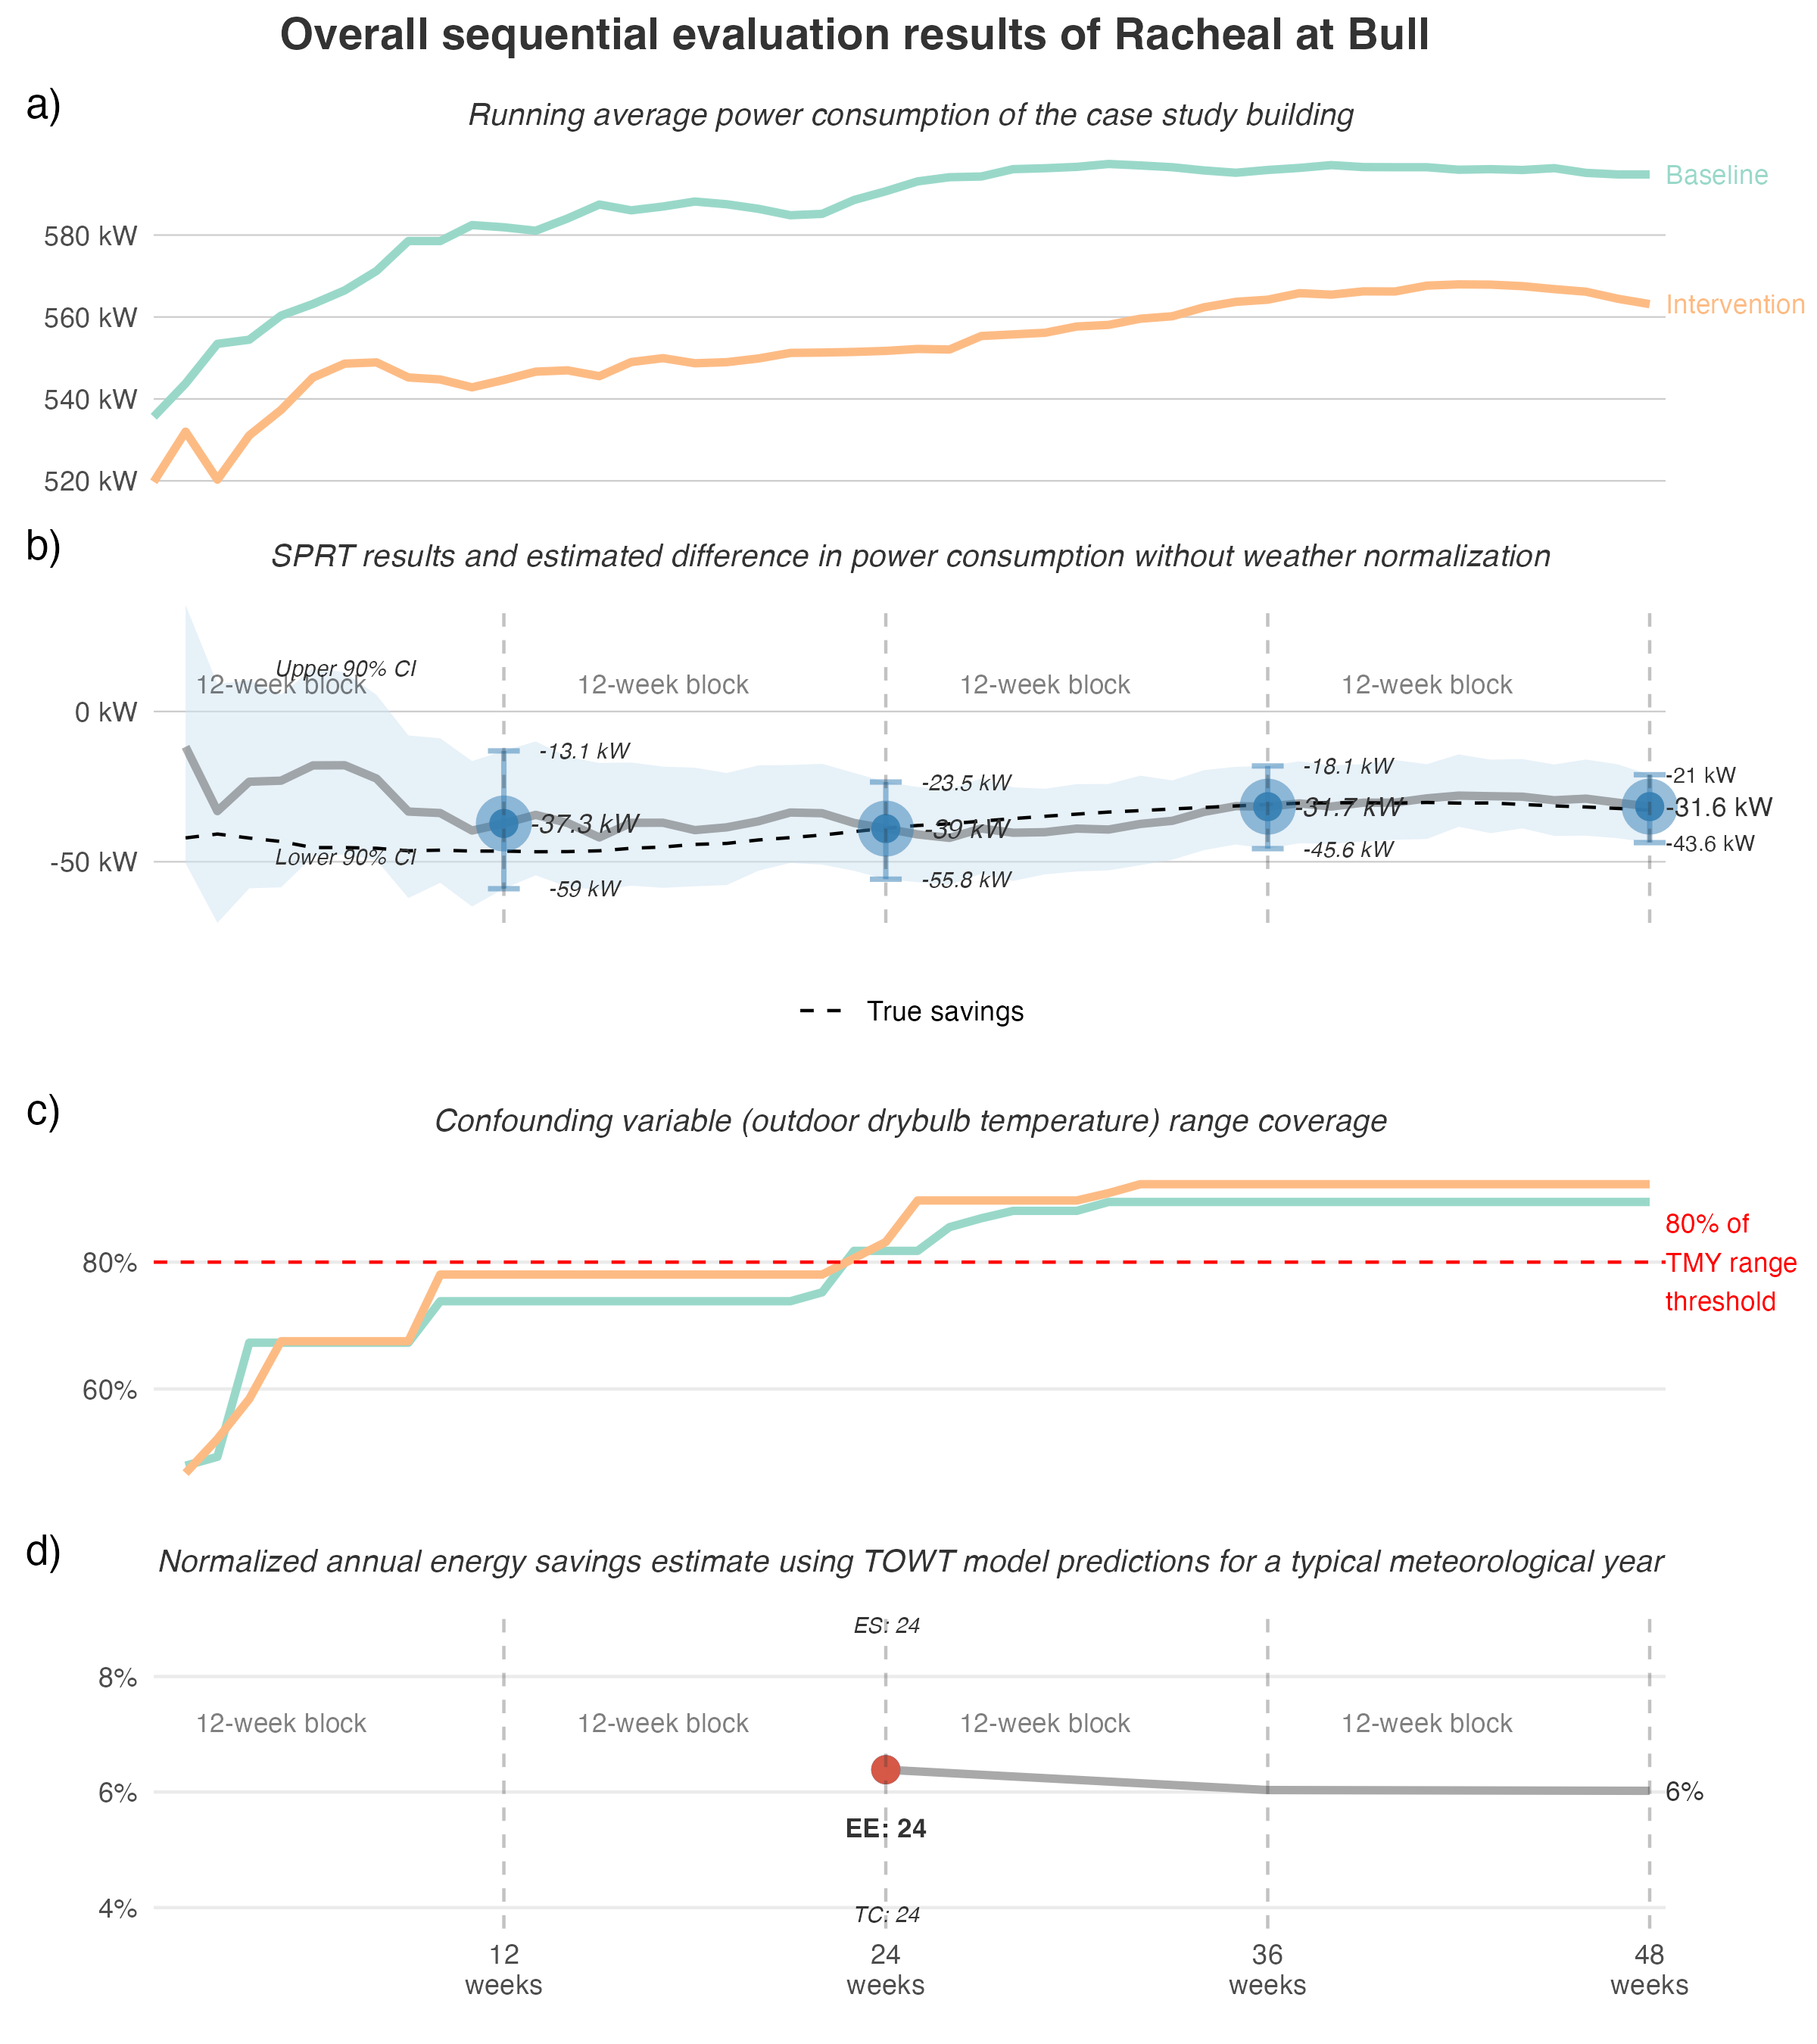 Overall sequential evaluation results of Racheal at Bull
a)
Running average power consumption of the case study building
Baseline
580 kW
560 kW
Intervention
540 kW
520 kW
b)
SPRT results and estimated difference in power consumption without weather normalization
Upper 90% CI
12-week block
12-week block
12-week block
12-week block
0 kW
-13.1 kW
-23.5 kW
-18.1 kW
-21 kW
-37.3 kW
-39 kW
-31.7 kW
-31.6 kW
Lower 90% CI
-50 kW
-59 kW
-55.8 kW
-45.6 kW
-43.6 kW
True savings
c)
Confounding variable (outdoor drybulb temperature) range coverage
80% of
TMY range
threshold
80%
60%
d)
Normalized annual energy savings estimate using TOWT model predictions for a typical meteorological year
ES: 24
8%
12-week block
12-week block
12-week block
12-week block
6%
6%
EE: 24
4%
TC: 24
12
weeks
24
weeks
36
weeks
48
weeks